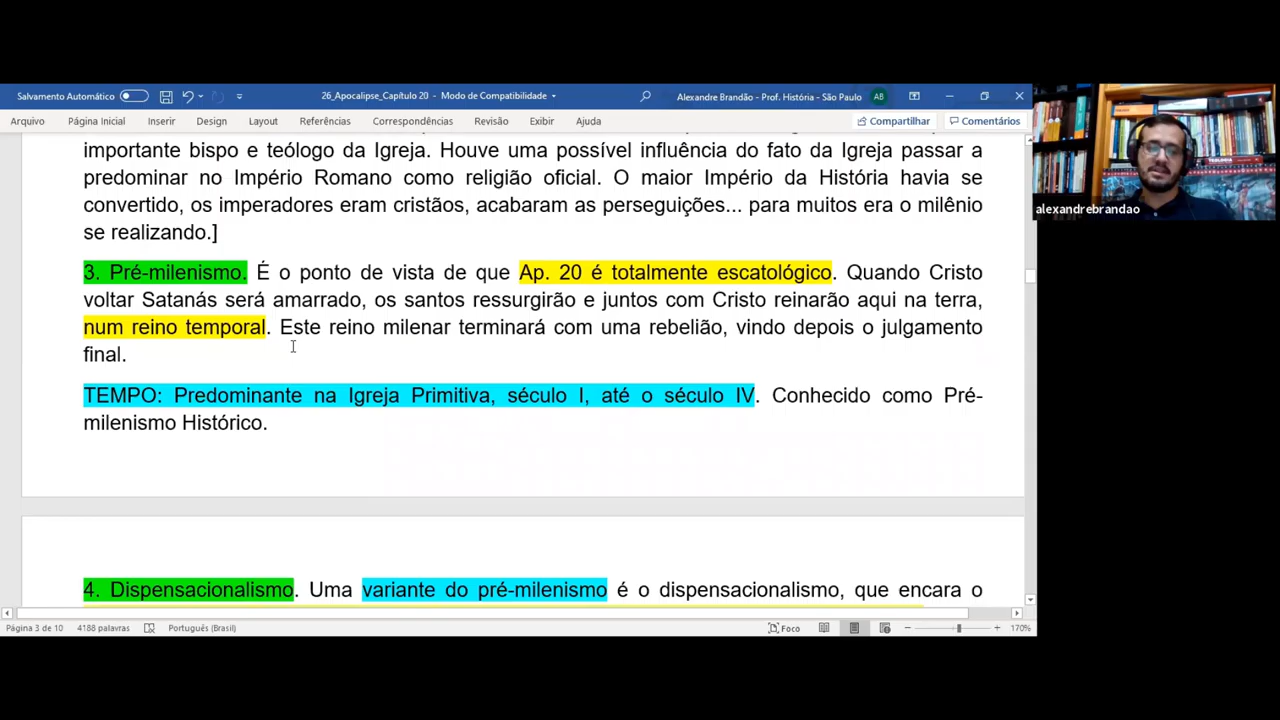 Salvamento Automático
26_Apocalipse_Capítulo 20 - Modo de Compatibilidade
Alexandre Brandão - Prof. História - São Paulo AB
Arquivo Página Inicial Inserir Design Layout Referências Correspondências Revisão Exibir Ajuda Compartilhar Comentários
importante bispo e teólogo da Igreja. Houve uma possível influência do fato da Igreja passar a
predominar no Império Romano como religião oficial. O maior Império da História havia se
convertido, os imperadores eram cristãos, acabaram as perseguições... para muitos era o milênio
se realizando.]
3. Pré-milenismo. É o ponto de vista de que Ap. 20 é totalmente escatológico. Quando Cristo
voltar Satanás será amarrado, os santos ressurgirão e juntos com Cristo reinarão aqui na terra,
num reino temporal. Este reino milenar terminará com uma rebelião, vindo depois o julgamento
final.
TEMPO: Predominante na Igreja Primitiva, século I, até o século IV. Conhecido como Pré-
milenismo Histórico.
4. Dispensacionalismo. Uma variante do pré-milenismo é o dispensacionalismo, que encara o
Página 3 de 10 4188 palavras Português (Brasil) Foco 170%
alexandrebrandao